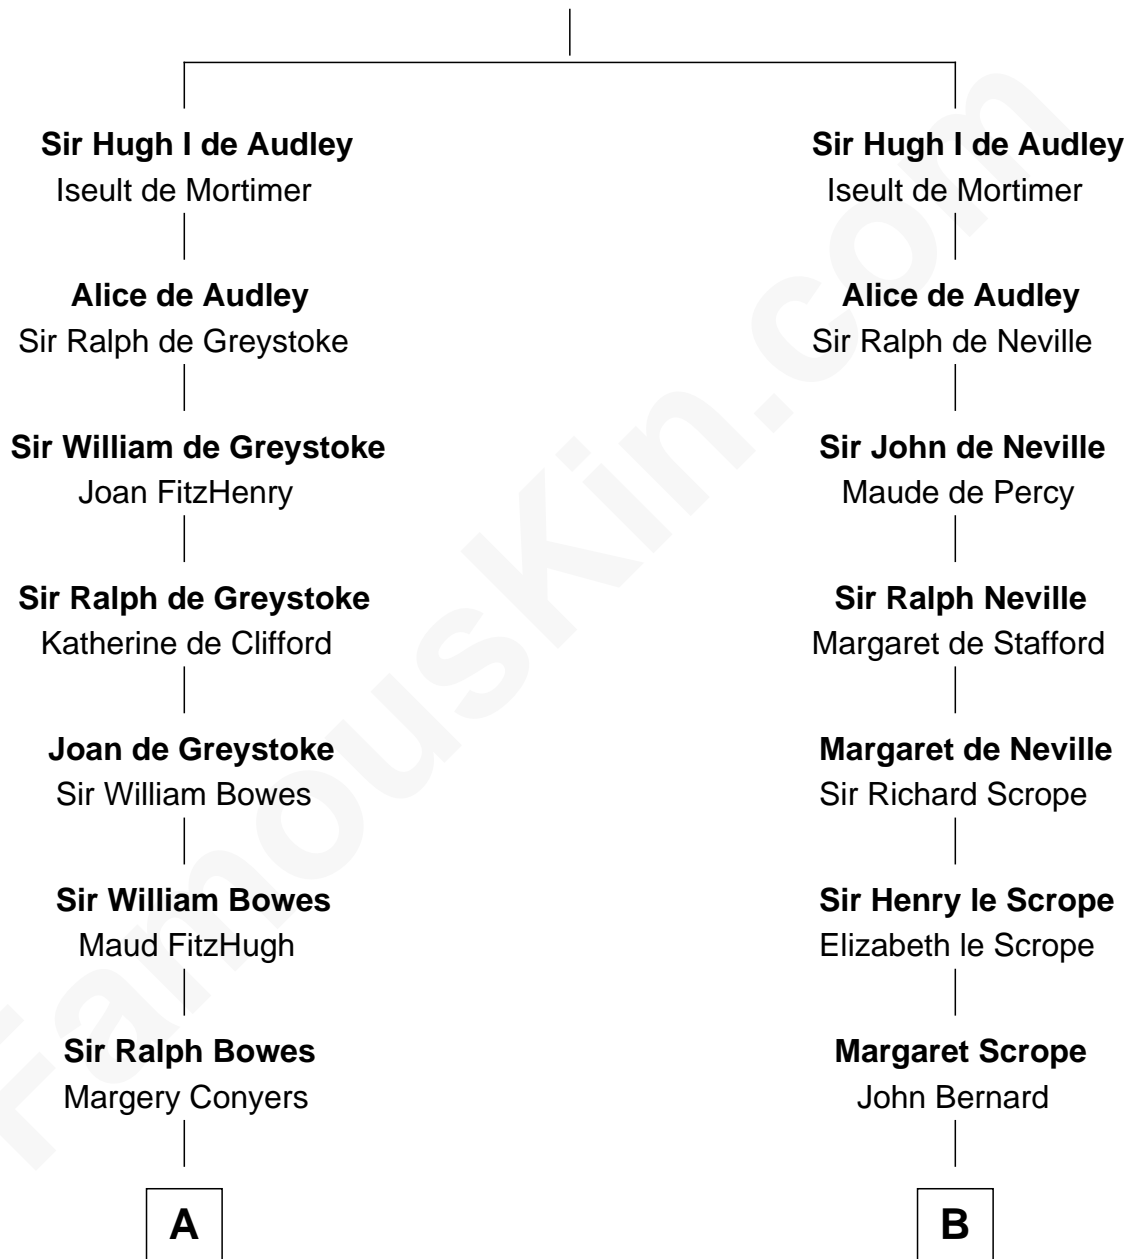 Sir Hugh I de Audley
Iseult de Mortimer
Alice de Audley
Sir Ralph de Greystoke
Sir William de Greystoke
Joan FitzHenry
Sir Ralph de Greystoke
Katherine de Clifford
Joan de Greystoke
Sir William Bowes
Sir William Bowes
Maud FitzHugh
Sir Ralph Bowes
Margery Conyers
A
Sir Hugh I de Audley
Iseult de Mortimer
Alice de Audley
Sir Ralph de Neville
Sir John de Neville
Maude de Percy
Sir Ralph Neville
Margaret de Stafford
Margaret de Neville
Sir Richard Scrope
Sir Henry le Scrope
Elizabeth le Scrope
Margaret Scrope
John Bernard
B
FamousKin.com